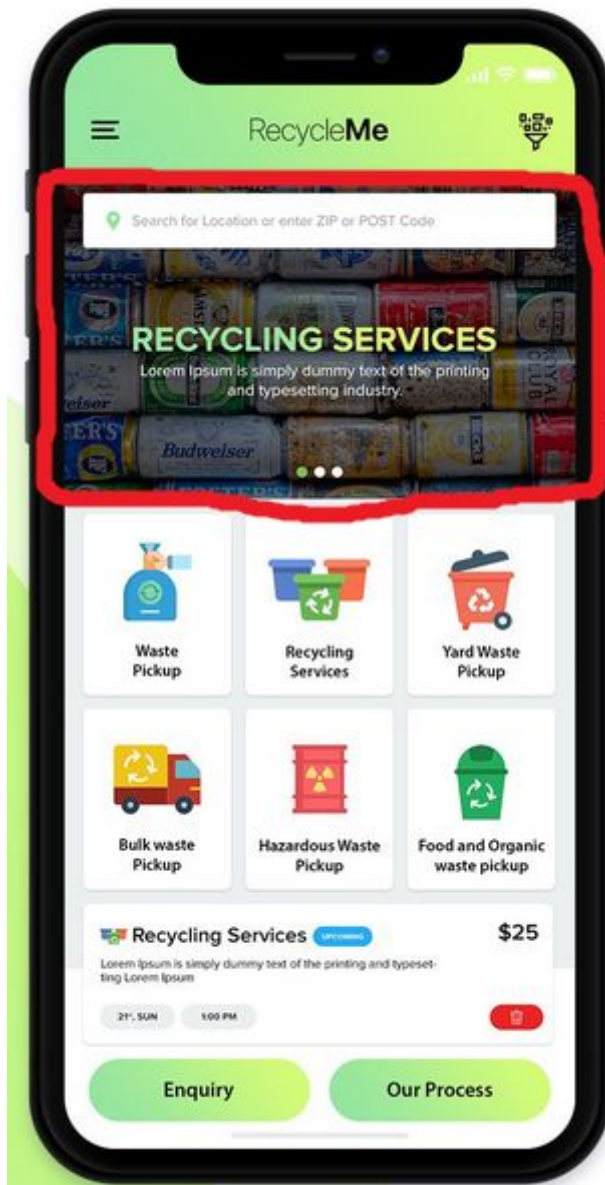 RecycleMe
Search for Location or enter ZIP or POST Code
RECYCLING SERVICES
Lorem Ipsum is simply dummy text of the printing
and typesetting industry.
Budweiser
Waste
Pickup
Recycling
Services
Yard Waste
Pickup
Bulk waste
Pickup
Hazardous Waste
Pickup
Food and Organic
waste pickup
Recycling Services UPCOMING $25
Lorem Ipsum is simply dummy text of the printing and typeset-
ting Lorem Ipsum
21st, SUN 1:00 PM
Enquiry Our Process